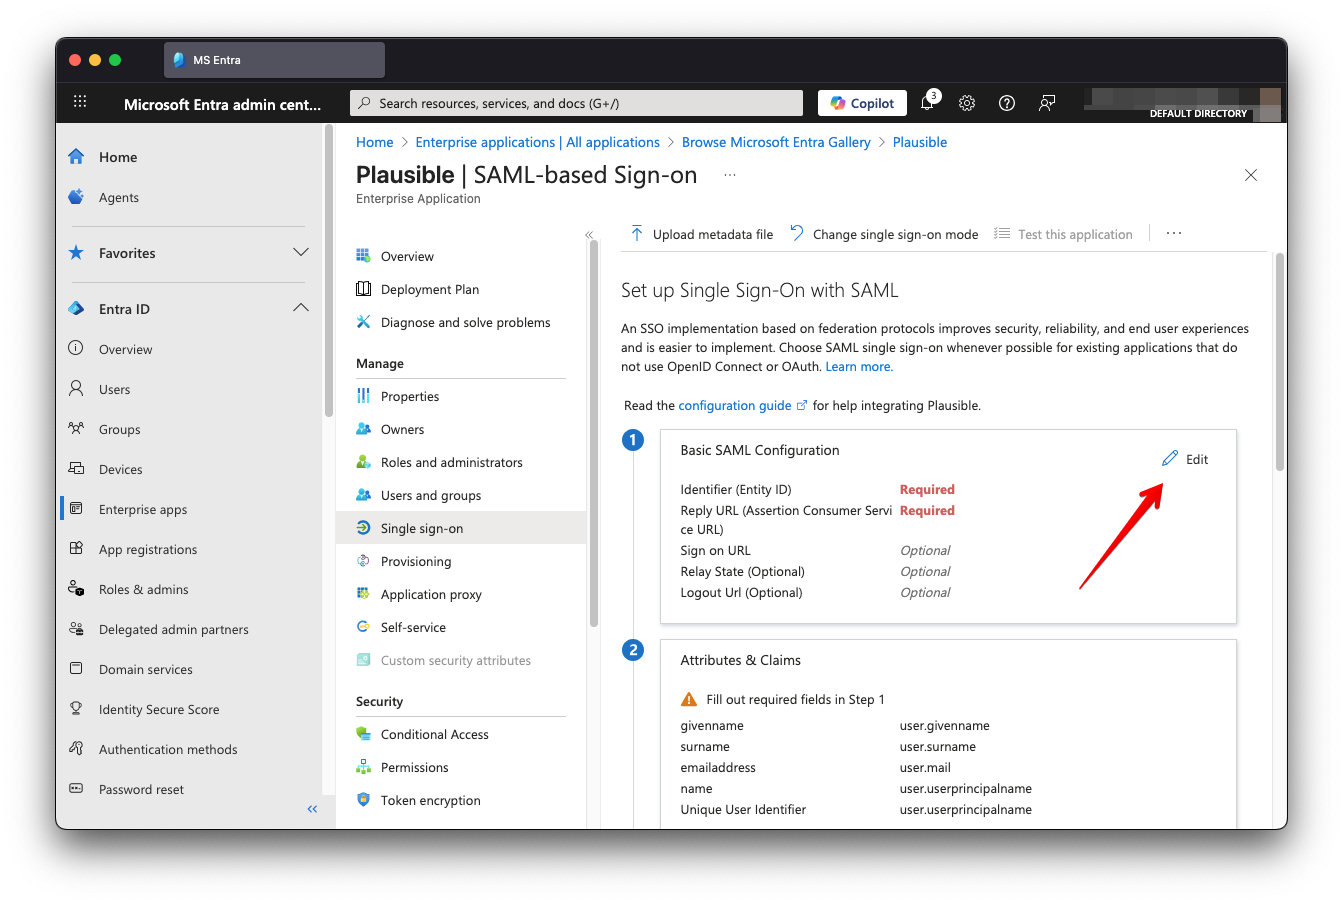 MS Entra
Microsoft Entra admin cent...
Search resources, services, and docs (G+/)
Copilot
3
DEFAULT DIRECTORY
Home
Agents
Favorites
Entra ID
Overview
Users
Groups
Devices
Enterprise apps
App registrations
Roles & admins
Delegated admin partners
Domain services
Identity Secure Score
Authentication methods
Password reset
Home > Enterprise applications | All applications > Browse Microsoft Entra Gallery > Plausible
Plausible | SAML-based Sign-on ...
Enterprise Application
Overview
Deployment Plan
Diagnose and solve problems
Manage
Properties
Owners
Roles and administrators
Users and groups
Single sign-on
Provisioning
Application proxy
Self-service
Custom security attributes
Security
Conditional Access
Permissions
Token encryption
Upload metadata file
Change single sign-on mode
Test this application
...
Set up Single Sign-On with SAML
An SSO implementation based on federation protocols improves security, reliability, and end user experiences
and is easier to implement. Choose SAML single sign-on whenever possible for existing applications that do
not use OpenID Connect or OAuth. Learn more.
Read the configuration guide for help integrating Plausible.
1
Basic SAML Configuration
Edit
Identifier (Entity ID) Required
Reply URL (Assertion Consumer Servi Required
ce URL)
Sign on URL Optional
Relay State (Optional) Optional
Logout Url (Optional) Optional
2
Attributes & Claims
Fill out required fields in Step 1
givenname user.givenname
surname user.surname
emailaddress user.mail
name user.userprincipalname
Unique User Identifier user.userprincipalname